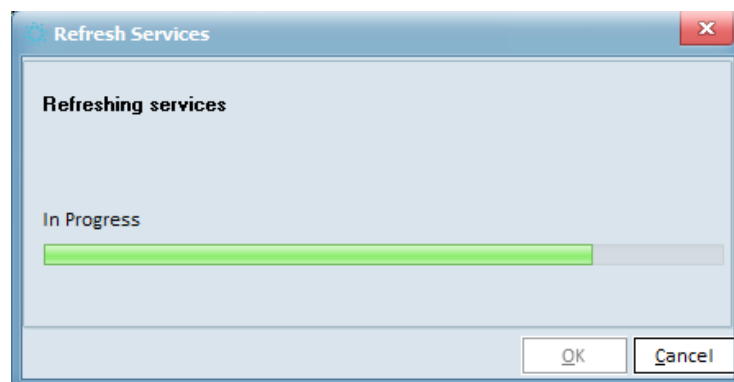 Refresh Services
Refreshing services
In Progress
OK
Cancel